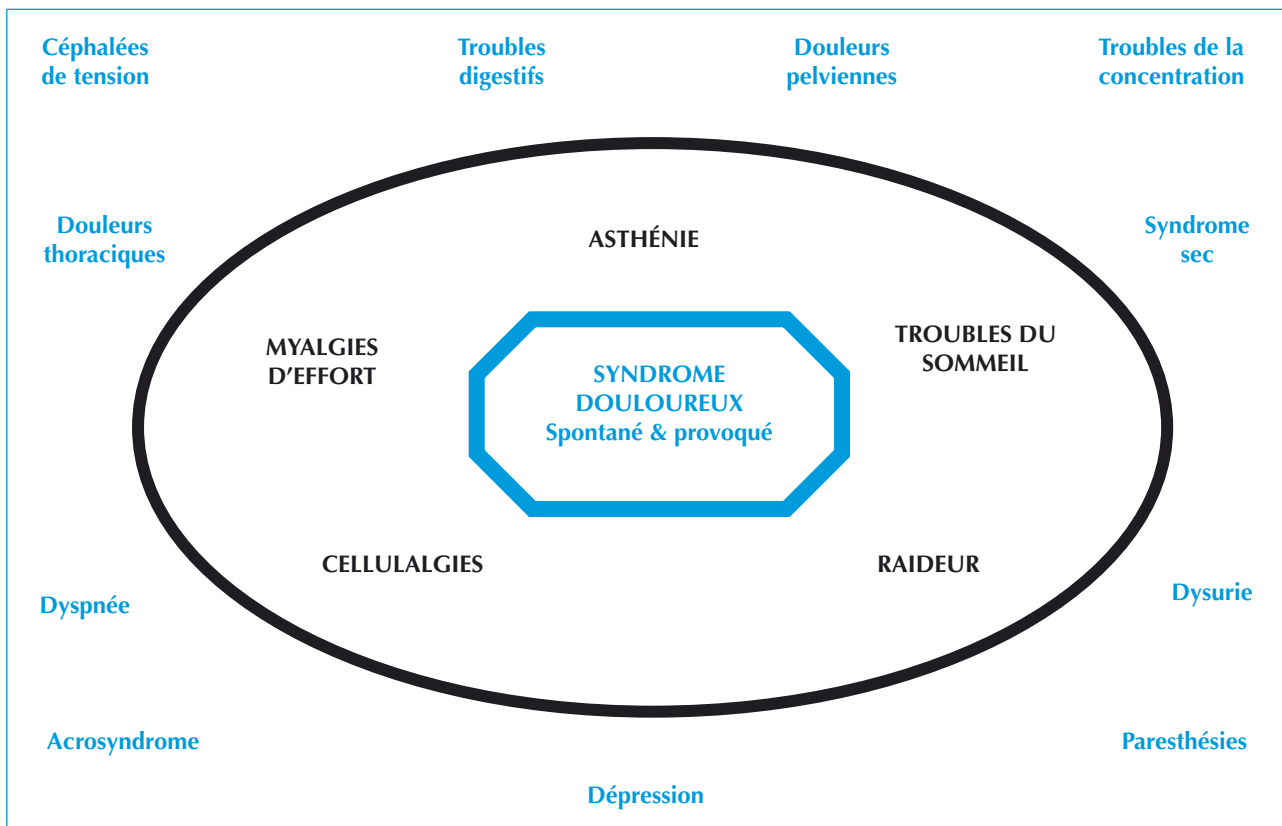 Céphalées
de tension
Troubles
digestifs
Douleurs
pelviennes
Troubles de la
concentration
Douleurs
thoraciques
Syndrome
sec
ASTHÉNIE
MYALGIES
D'EFFORT
TROUBLES DU
SOMMEIL
SYNDROME
DOULOUREUX
Spontané & provoqué
CELLULALGIES
RAIDEUR
Dyspnée
Dysurie
Acrosyndrome
Paresthésies
Dépression